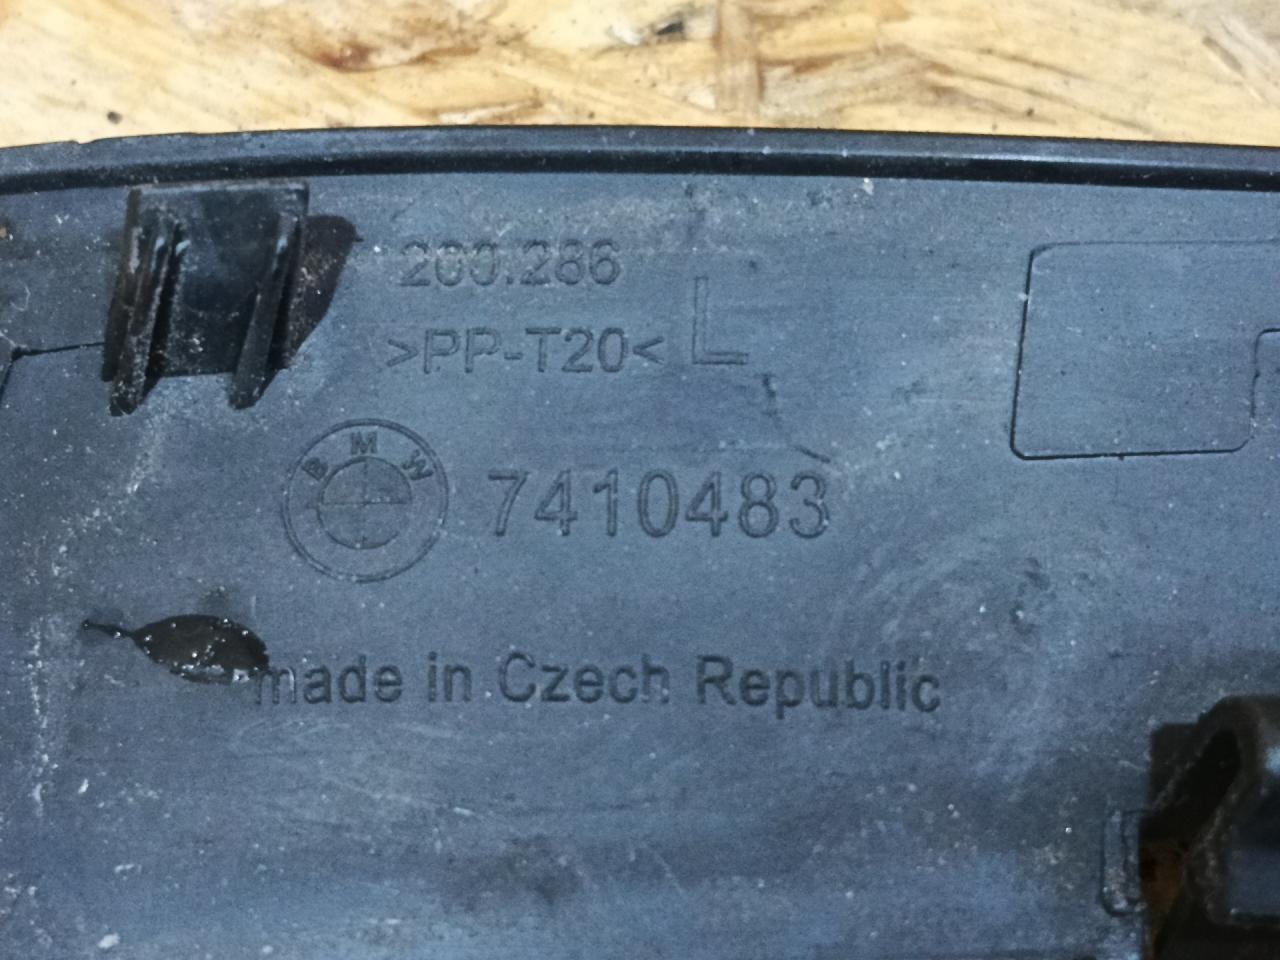 200.286
>PP-T20< L
BMW 7410483
made in Czech Republic